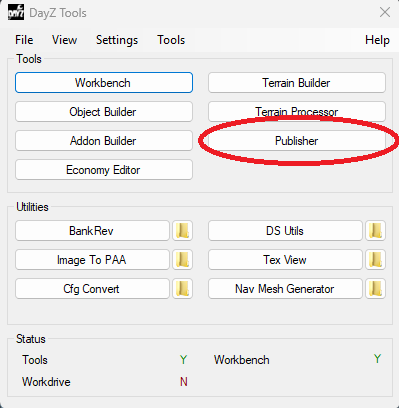 DAYZ DayZ Tools
File View Settings Tools Help
Tools
Workbench Terrain Builder
Object Builder Terrain Processor
Addon Builder Publisher
Economy Editor
Utilities
BankRev DS Utils
Image To PAA Tex View
Cfg Convert Nav Mesh Generator
Status
Tools Y Workbench Y
Workdrive N